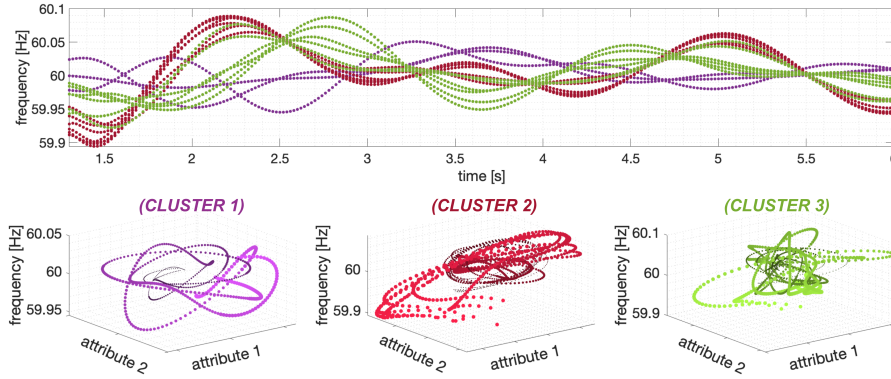 60.1
60.05
60
59.95
59.9
frequency [Hz]
1.5 2 2.5 3 3.5 4 4.5 5 5.5 6
time [s]
(CLUSTER 1) (CLUSTER 2) (CLUSTER 3)
60.05
60
59.95
frequency [Hz]
attribute 2
attribute 1
60
59.9
frequency [Hz]
attribute 2
attribute 1
60.1
60
59.9
frequency [Hz]
attribute 2
attribute 1